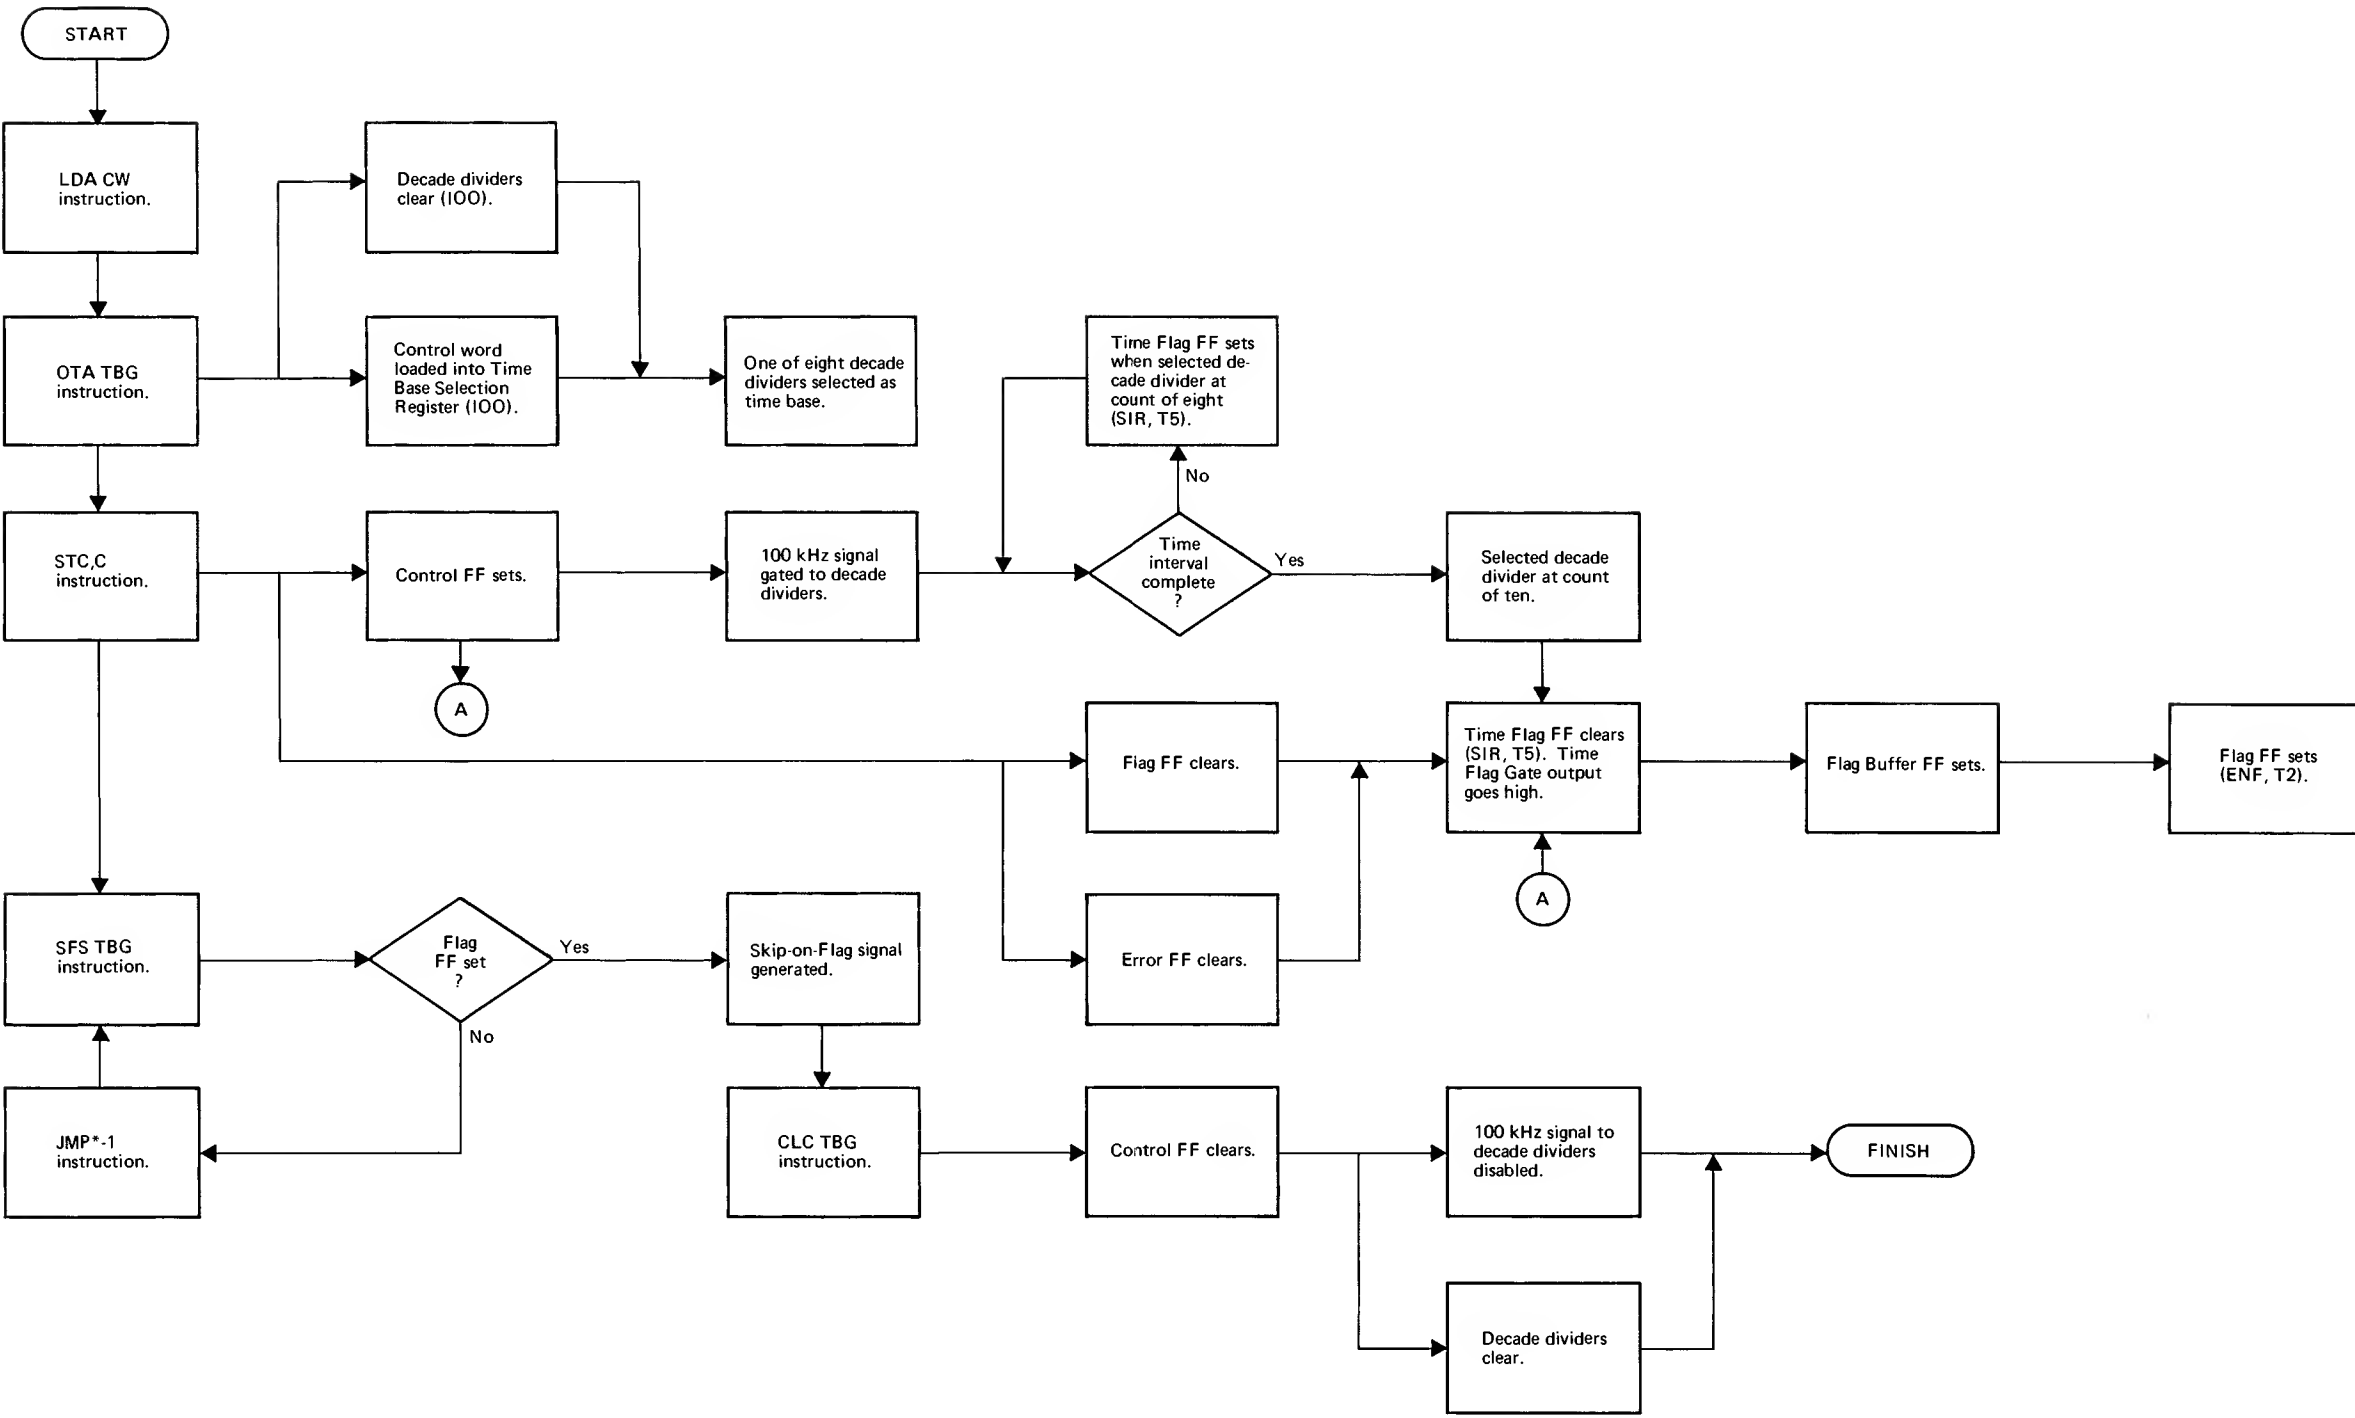 START
LDA CW
instruction.
Decade dividers
clear (IOO).
OTA TBG
instruction.
Control word
loaded into Time
Base Selection
Register (IOO).
One of eight decade
dividers selected as
time base.
Time Flag FF sets
when selected de-
cade divider at
count of eight
(SIR, T5).
No
STC,C
instruction.
Control FF sets.
100 kHz signal
gated to decade
dividers.
Time
interval
complete
?
Yes
Selected decade
divider at count
of ten.
A
Flag FF clears.
Time Flag FF clears
(SIR, T5). Time
Flag Gate output
goes high.
Flag Buffer FF sets.
Flag FF sets
(ENF, T2).
A
SFS TBG
instruction.
Flag
FF set
?
Yes
No
Skip-on-Flag signal
generated.
Error FF clears.
JMP*-1
instruction.
CLC TBG
instruction.
Control FF clears.
100 kHz signal to
decade dividers
disabled.
FINISH
Decade dividers
clear.